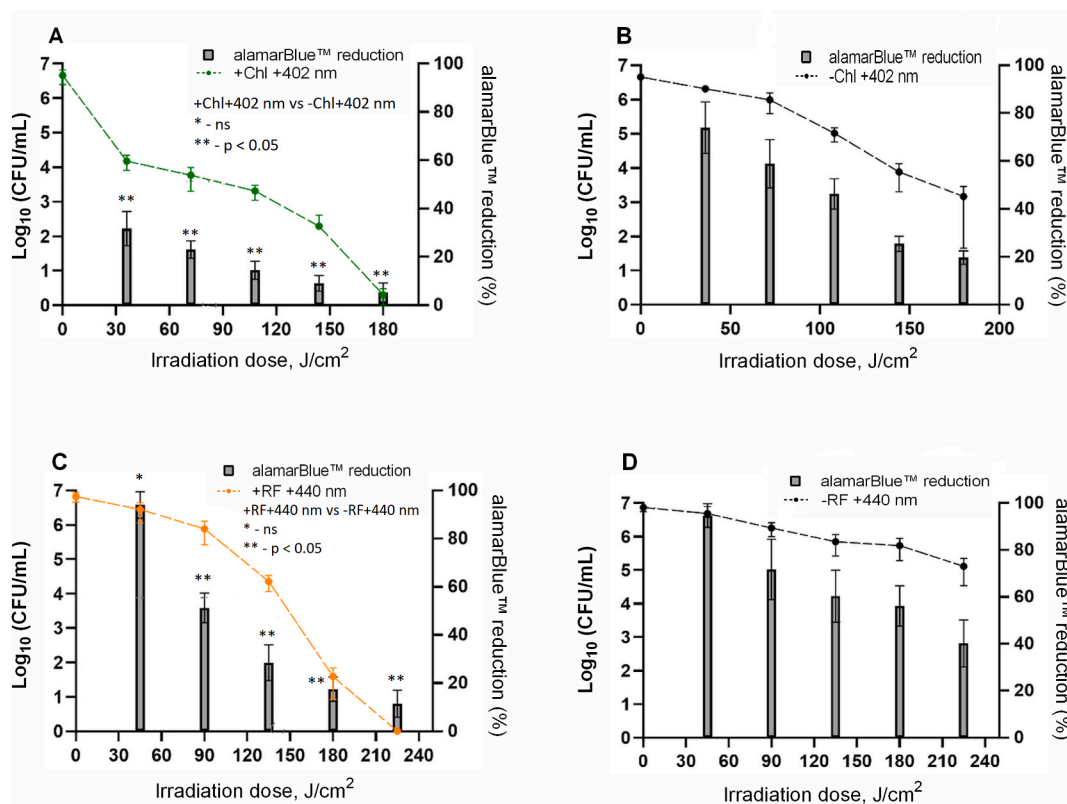 A
alamarBlue™ reduction
+Chl +402 nm
+Chl+402 nm vs -Chl+402 nm
* - ns
** - p < 0.05
Log10 (CFU/mL)
7
6
5
4
3
2
1
0
** ** ** ** **
100
80
60
40
20
0
alamarBlue™ reduction (%)
0 30 60 90 120 150 180
Irradiation dose, J/cm2
B
alamarBlue™ reduction
-Chl +402 nm
Log10 (CFU/mL)
7
6
5
4
3
2
1
0
100
80
60
40
20
0
alamarBlue™ reduction (%)
0 50 100 150 200
Irradiation dose, J/cm2
C
alamarBlue™ reduction
+RF +440 nm
+RF+440 nm vs -RF+440 nm
* - ns
** - p < 0.05
Log10 (CFU/mL)
7
6
5
4
3
2
1
0
* ** ** ** **
100
80
60
40
20
0
alamarBlue™ reduction (%)
0 30 60 90 120 150 180 210 240
Irradiation dose, J/cm2
D
alamarBlue™ reduction
-RF +440 nm
Log10 (CFU/mL)
7
6
5
4
3
2
1
0
100
80
60
40
20
0
alamarBlue™ reduction (%)
0 30 60 90 120 150 180 210 240
Irradiation dose, J/cm2